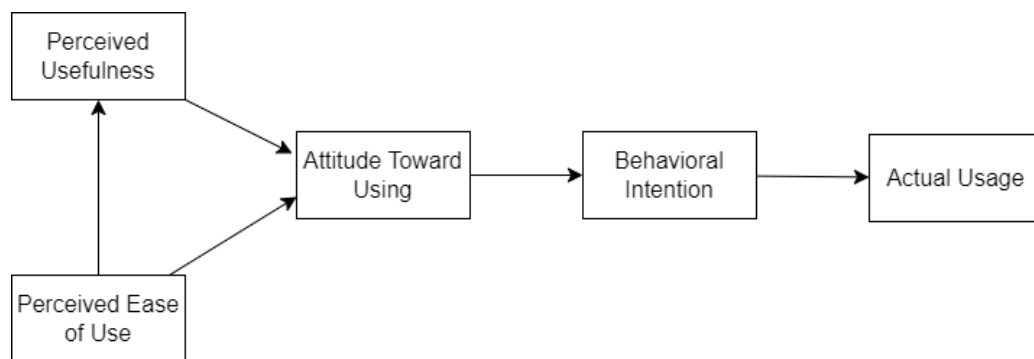 Perceived
Usefulness
Attitude Toward
Using
Behavioral
Intention
Actual Usage
Perceived Ease
of Use